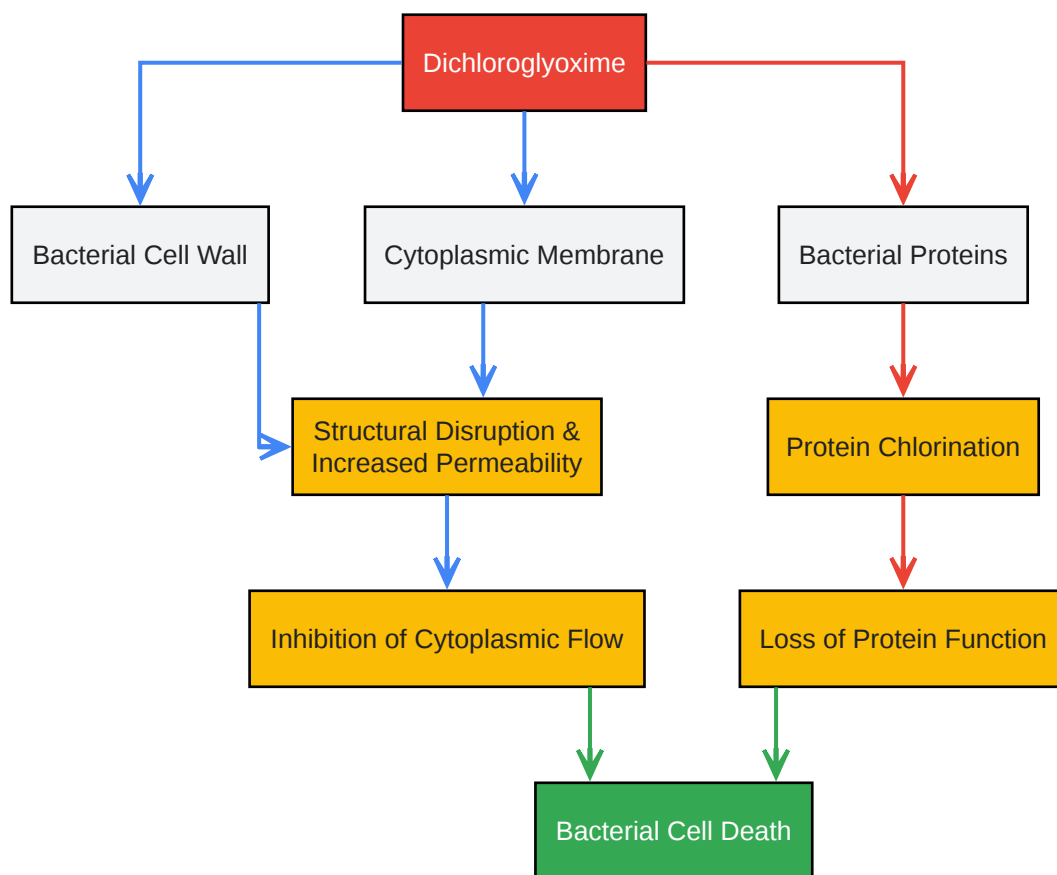 Dichloroglyoxime
Bacterial Cell Wall
Cytoplasmic Membrane
Bacterial Proteins
Structural Disruption &
Increased Permeability
Protein Chlorination
Inhibition of Cytoplasmic Flow
Loss of Protein Function
Bacterial Cell Death